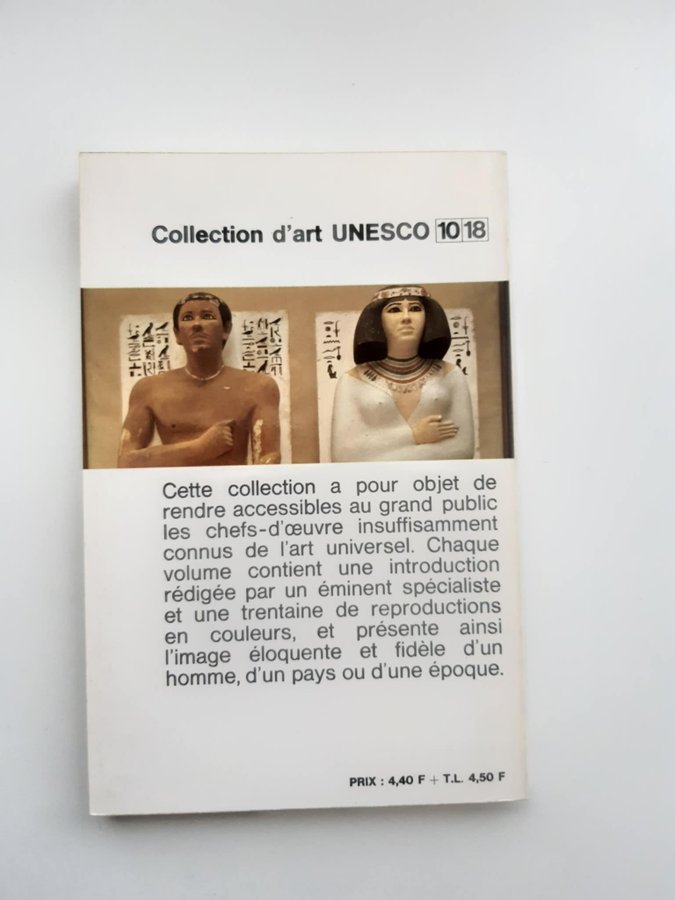 Collection d'art UNESCO 10 18
Cette collection a pour objet de
rendre accessibles au grand public
les chefs-d'œuvre insuffisamment
connus de l'art universel. Chaque
volume contient une introduction
rédigée par un éminent spécialiste
et une trentaine de reproductions
en couleurs, et présente ainsi
l'image éloquente et fidèle d'un
homme, d'un pays ou d'une époque.
PRIX : 4,40 F + T.L. 4,50 F